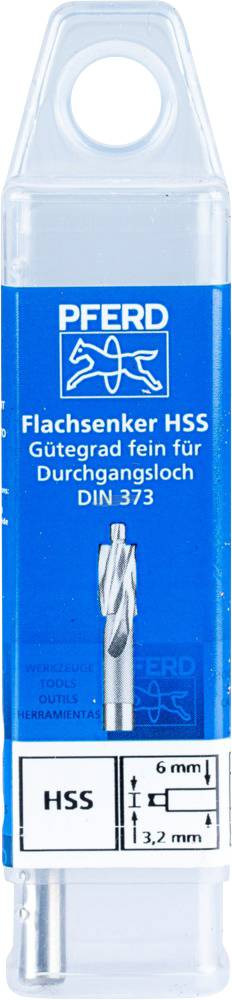 PFERD
Flachsenker HSS
Gütegrad fein für
Durchgangsloch
DIN 373
WERKZEUGE
TOOLS
OUTILS
HERRAMIENTAS
PFERD
HSS
6 mm
3,2 mm